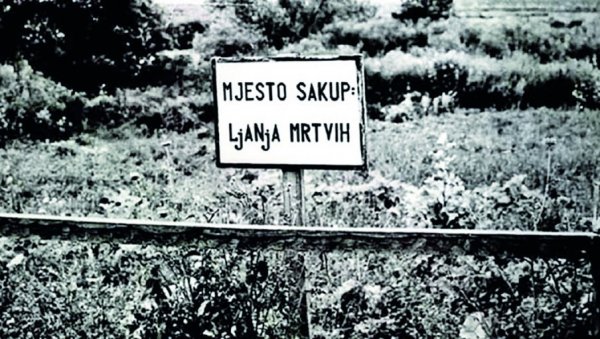 MJESTO SAKUP:
LjANjA MRTVIH